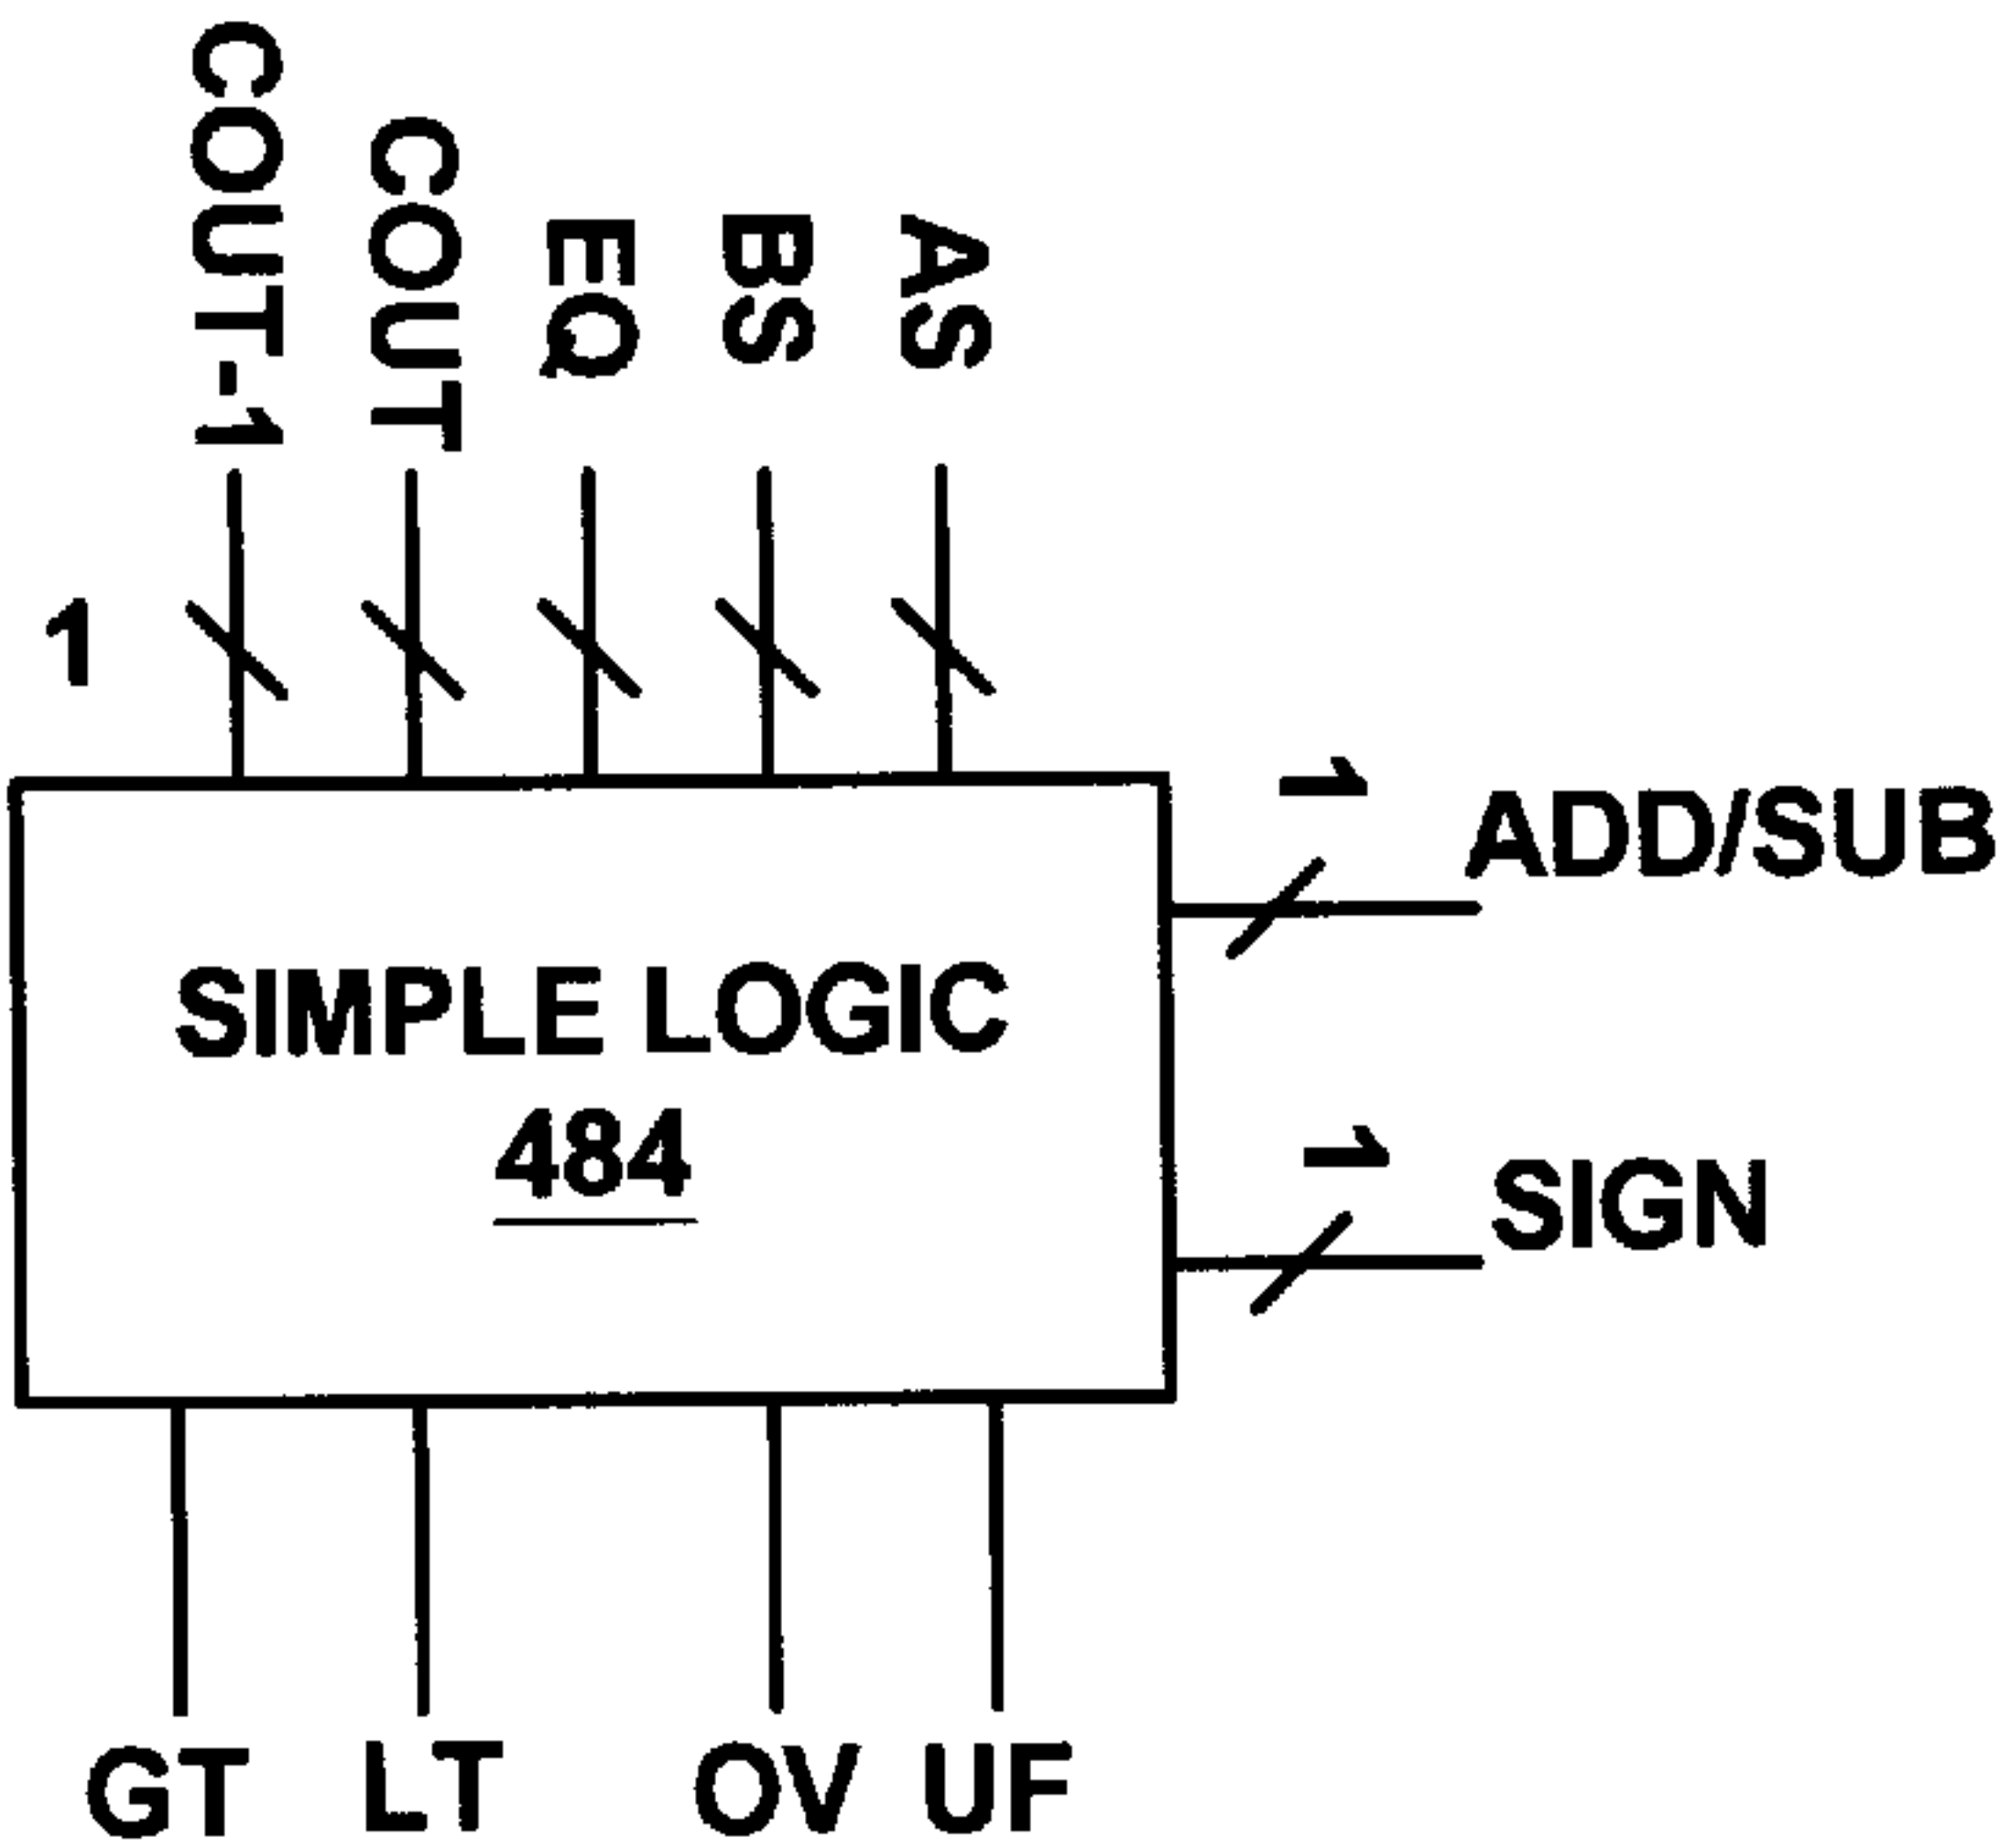 COUT-1
COUT
EQ
BS
AS
1
1
ADD/SUB
SIMPLE LOGIC
484
1
SIGN
GT
LT
OV
UF